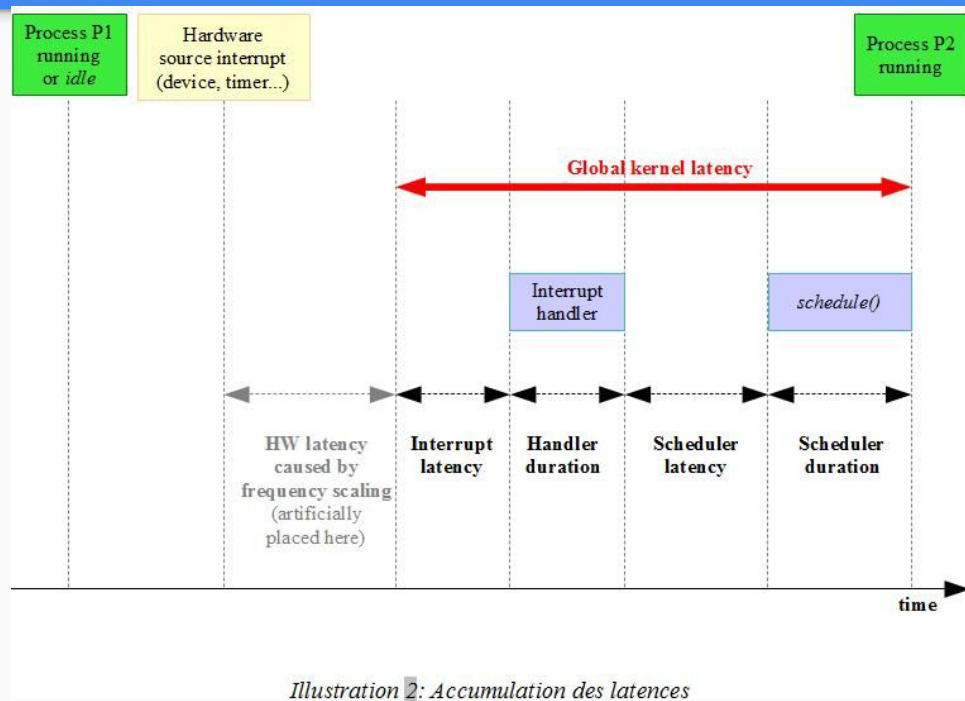 Process P1
running
or idle
Hardware
source interrupt
(device, timer...)
Process P2
running
Global kernel latency
Interrupt
handler
schedule()
HW latency
caused by
frequency scaling
(artificially
placed here)
Interrupt
latency
Handler
duration
Scheduler
latency
Scheduler
duration
time
Illustration 2: Accumulation des latences